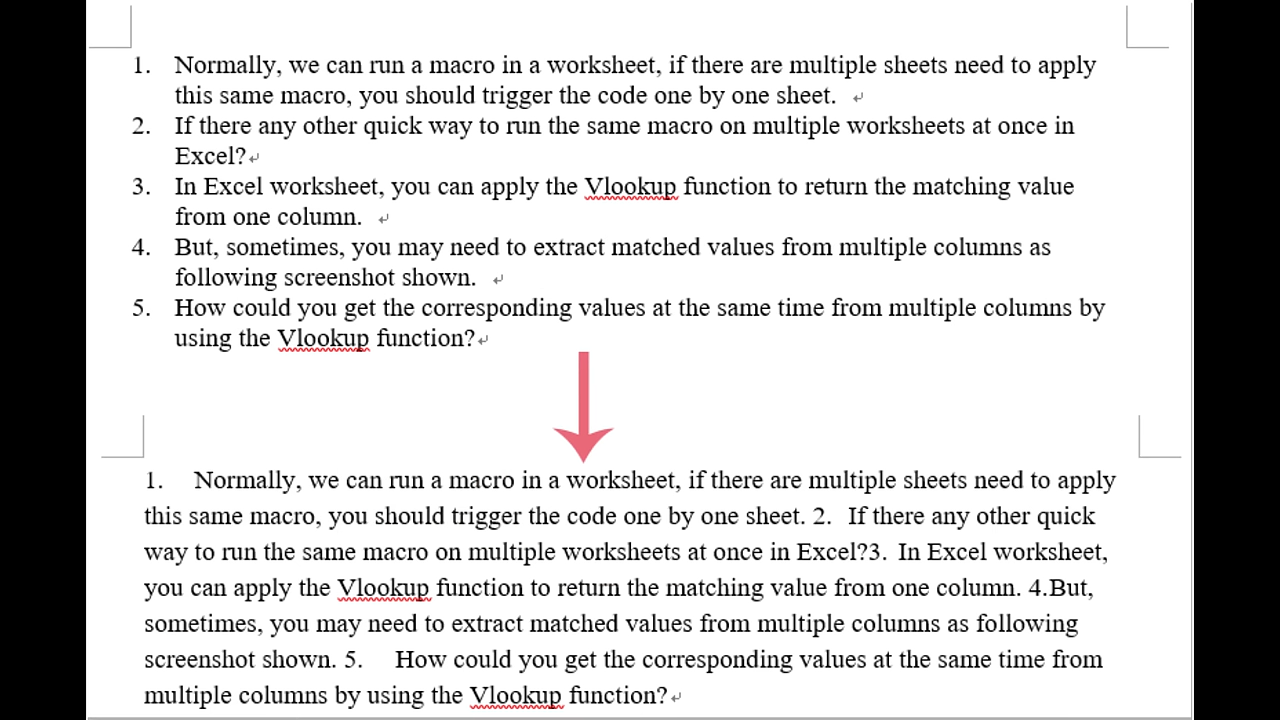 1. Normally, we can run a macro in a worksheet, if there are multiple sheets need to apply
this same macro, you should trigger the code one by one sheet.
2. If there any other quick way to run the same macro on multiple worksheets at once in
Excel?
3. In Excel worksheet, you can apply the Vlookup function to return the matching value
from one column.
4. But, sometimes, you may need to extract matched values from multiple columns as
following screenshot shown.
5. How could you get the corresponding values at the same time from multiple columns by
using the Vlookup function?
1. Normally, we can run a macro in a worksheet, if there are multiple sheets need to apply
this same macro, you should trigger the code one by one sheet. 2. If there any other quick
way to run the same macro on multiple worksheets at once in Excel?3. In Excel worksheet,
you can apply the Vlookup function to return the matching value from one column. 4.But,
sometimes, you may need to extract matched values from multiple columns as following
screenshot shown. 5. How could you get the corresponding values at the same time from
multiple columns by using the Vlookup function?